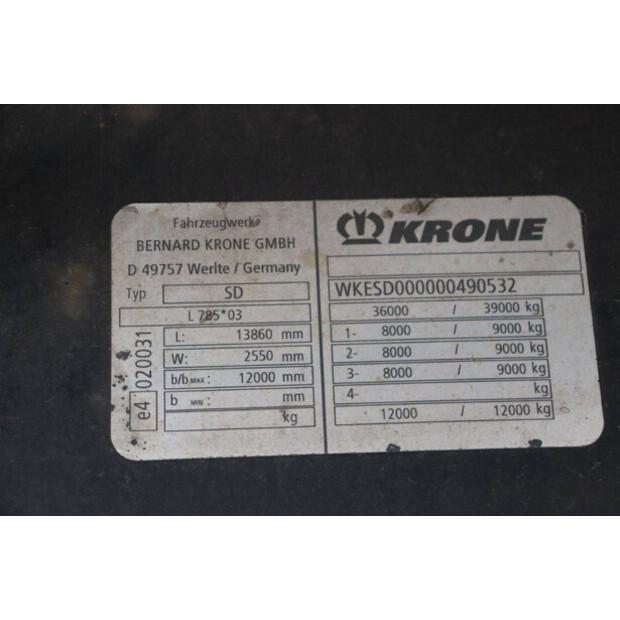 Fahrzeugwerk
BERNARD KRONE GMBH
D 49757 Werlte / Germany
Typ SD
L 785*03
L: 13860 mm
W: 2550 mm
b/b MAX: 12000 mm
b MIN: mm
kg
e4 020031
KRONE
WKESD000000490532
36000 / 39000 kg
1- 8000 / 9000 kg
2- 8000 / 9000 kg
3- 8000 / 9000 kg
4- kg
12000 / 12000 kg